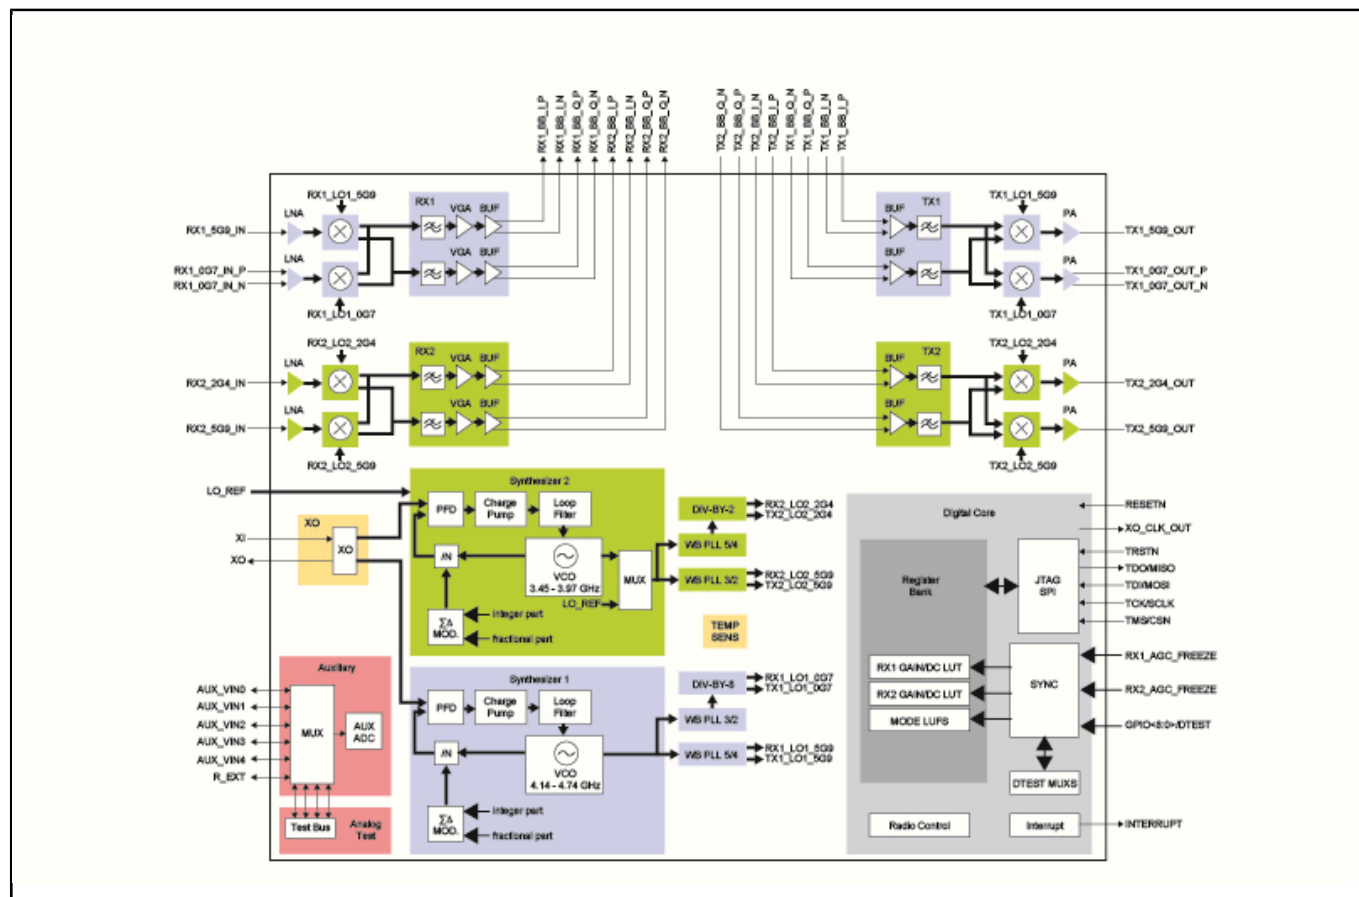 RX1_BB_I_P
RX1_BB_I_N
RX1_BB_Q_P
RX1_BB_Q_N
RX2_BB_I_P
RX2_BB_I_N
RX2_BB_Q_P
RX2_BB_Q_N
TX2_BB_Q_N
TX2_BB_Q_P
TX2_BB_I_N
TX2_BB_I_P
TX1_BB_Q_N
TX1_BB_Q_P
TX1_BB_I_N
TX1_BB_I_P
RX1_LO1_5G9
LNA
RX1_5G9_IN
LNA
RX1_0G7_IN_P
RX1_0G7_IN_N
RX1_LO1_0G7
RX1
VGA
BUF
VGA
BUF
BUF
TX1
BUF
TX1_LO1_5G9
PA
TX1_5G9_OUT
PA
TX1_0G7_OUT_P
TX1_0G7_OUT_N
TX1_LO1_0G7
RX2_LO2_2G4
LNA
RX2_2G4_IN
LNA
RX2_5G9_IN
RX2_LO2_5G9
RX2
VGA
BUF
VGA
BUF
BUF
TX2
BUF
TX2_LO2_2G4
PA
TX2_2G4_OUT
PA
TX2_5G9_OUT
TX2_LO2_5G9
LO_REF
XO
XO
XI
XO
Synthesizer 2
PFD
Charge
Pump
Loop
Filter
/N
VCO
3.45 - 3.97 GHz
MUX
LO_REF
ΣΔ
MOD.
integer part
fractional part
DIV-BY-2
RX2_LO2_2G4
TX2_LO2_2G4
WS PLL 5/4
WS PLL 3/2
RX2_LO2_5G9
TX2_LO2_5G9
TEMP
SENS
Auxiliary
AUX_VIN0
AUX_VIN1
AUX_VIN2
AUX_VIN3
AUX_VIN4
R_EXT
MUX
AUX
ADC
Test Bus
Analog
Test
Synthesizer 1
PFD
Charge
Pump
Loop
Filter
/N
VCO
4.14 - 4.74 GHz
ΣΔ
MOD.
integer part
fractional part
DIV-BY-8
RX1_LO1_0G7
TX1_LO1_0G7
WS PLL 3/2
WS PLL 5/4
RX1_LO1_5G9
TX1_LO1_5G9
Digital Core
Register
Bank
JTAG
SPI
RX1 GAIN/DC LUT
RX2 GAIN/DC LUT
MODE LUFS
SYNC
DTEST MUXS
Radio Control
Interrupt
RESETN
XO_CLK_OUT
TRSTN
TDO/MISO
TDI/MOSI
TCK/SCLK
TMS/CSN
RX1_AGC_FREEZE
RX2_AGC_FREEZE
GPIO<8:0>/DTEST
INTERRUPT